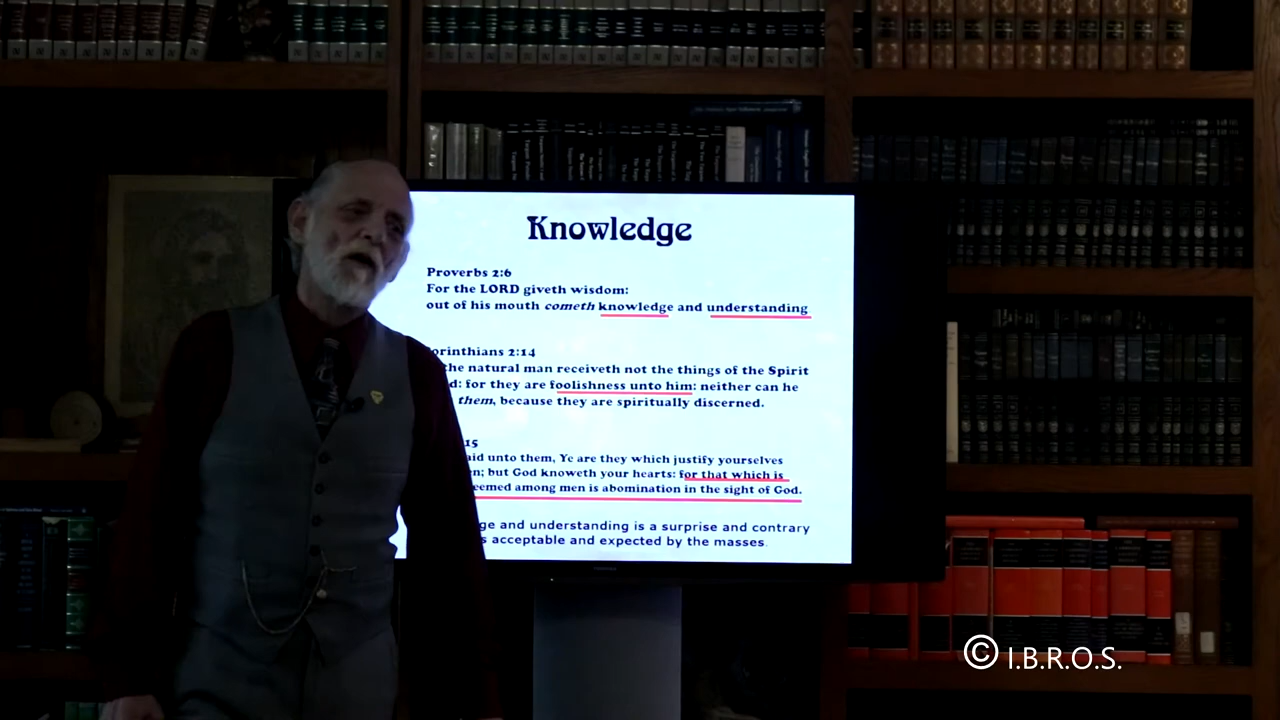 Knowledge
Proverbs 2:6
For the LORD giveth wisdom:
out of his mouth cometh knowledge and understanding
orinthians 2:14
the natural man receiveth not the things of the Spirit
d: for they are foolishness unto him: neither can he
them, because they are spiritually discerned.
15
aid unto them, Ye are they which justify yourselves
n; but God knoweth your hearts: for that which is
eemed among men is abomination in the sight of God.
ge and understanding is a surprise and contrary
s acceptable and expected by the masses.
© I.B.R.O.S.